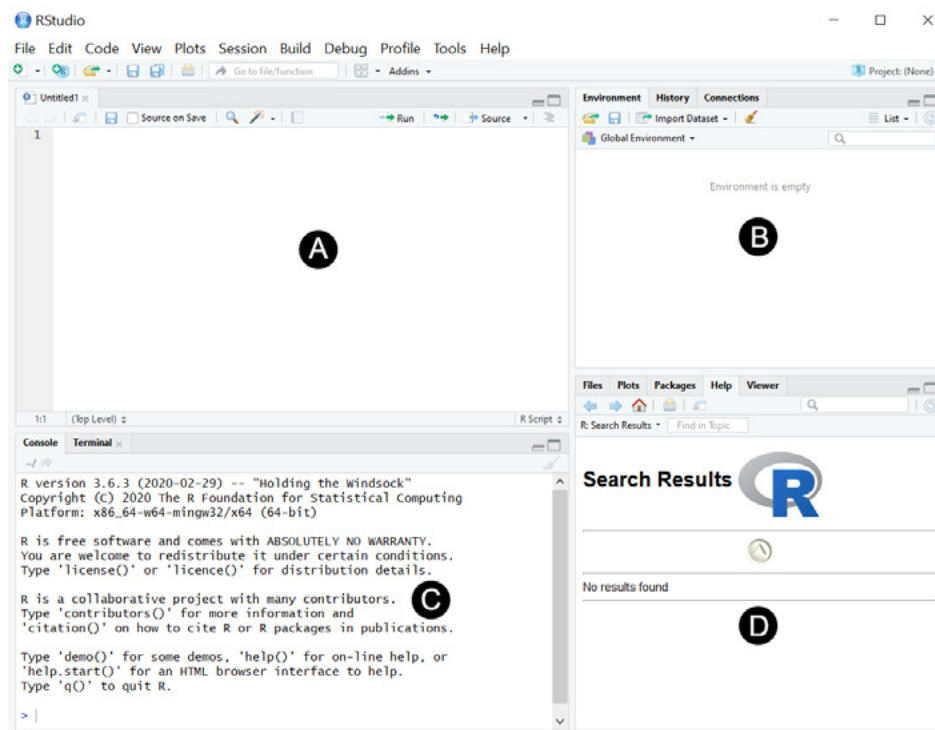 RStudio
File Edit Code View Plots Session Build Debug Profile Tools Help
Go to file/function Addins Project: (None)
Untitled1
Source on Save Run Source
1
A
1:1 (Top Level) R Script
Console Terminal
~/
R version 3.6.3 (2020-02-29) -- "Holding the Windsock"
Copyright (C) 2020 The R Foundation for Statistical Computing
Platform: x86_64-w64-mingw32/x64 (64-bit)
R is free software and comes with ABSOLUTELY NO WARRANTY.
You are welcome to redistribute it under certain conditions.
Type 'license()' or 'licence()' for distribution details.
R is a collaborative project with many contributors.
C
Type 'contributors()' for more information and
'citation()' on how to cite R or R packages in publications.
Type 'demo()' for some demos, 'help()' for on-line help, or
'help.start()' for an HTML browser interface to help.
Type 'q()' to quit R.
>
Environment History Connections
Import Dataset List
Global Environment
Environment is empty
B
Files Plots Packages Help Viewer
R: Search Results Find in Topic
Search Results R
No results found
D